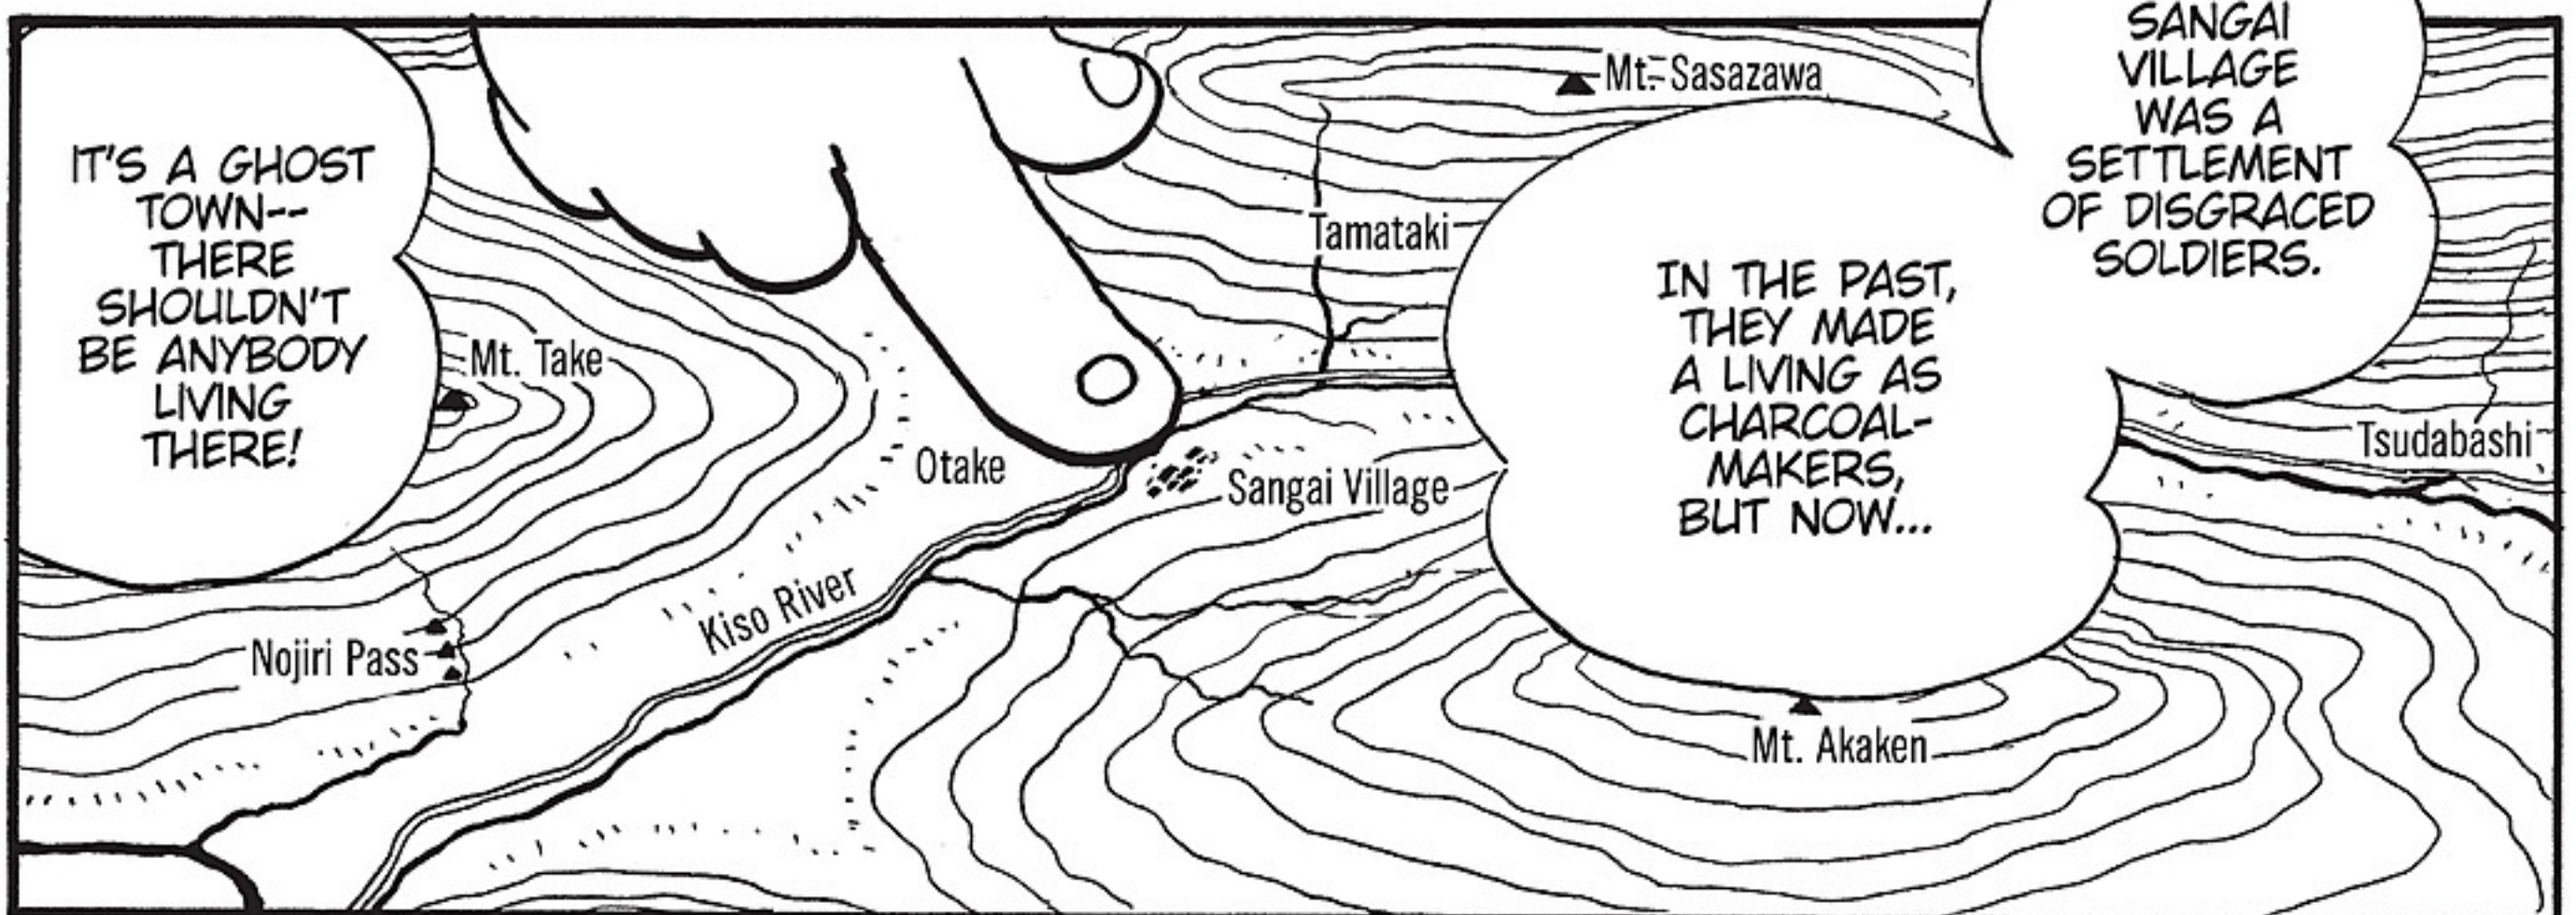 SANGAI
VILLAGE
WAS A
SETTLEMENT
OF DISGRACED
SOLDIERS.
IN THE PAST,
THEY MADE
A LIVING AS
CHARCOAL-
MAKERS,
BUT NOW...
IT'S A GHOST
TOWN--
THERE
SHOULDN'T
BE ANYBODY
LIVING
THERE!
Mt. Sasazawa
Tamataki
Mt. Take
Otake
Sangai Village
Tsudabashi
Kiso River
Nojiri Pass
Mt. Akaken